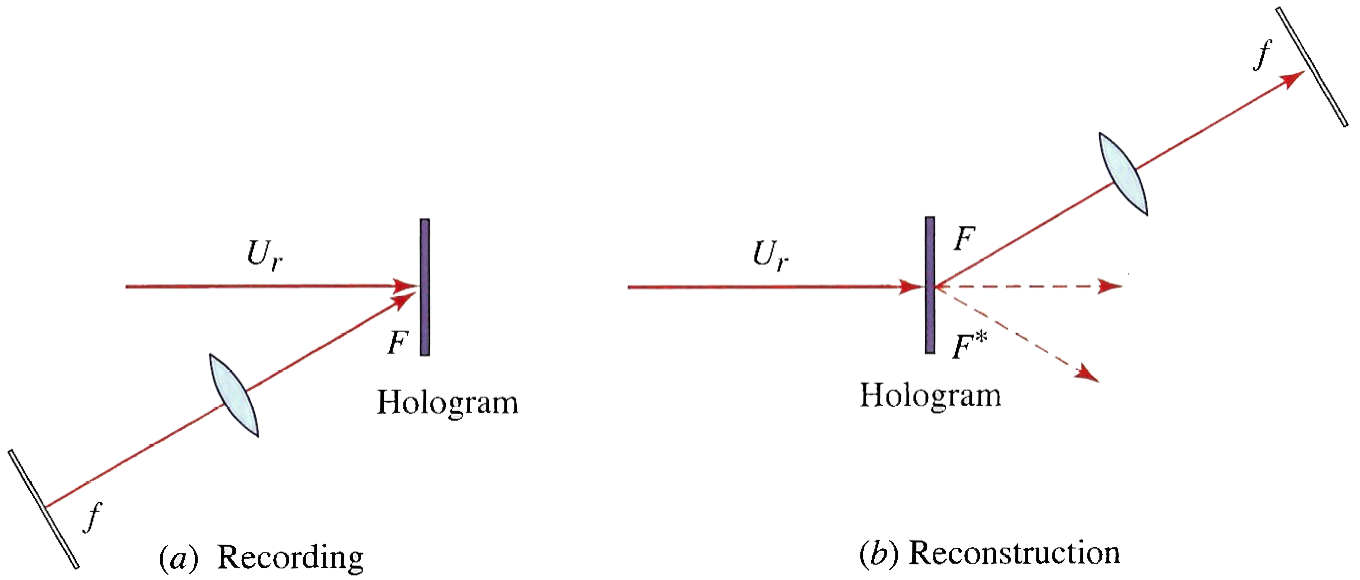 U_r
F
Hologram
f
(a) Recording
f
U_r
F
F*
Hologram
(b) Reconstruction